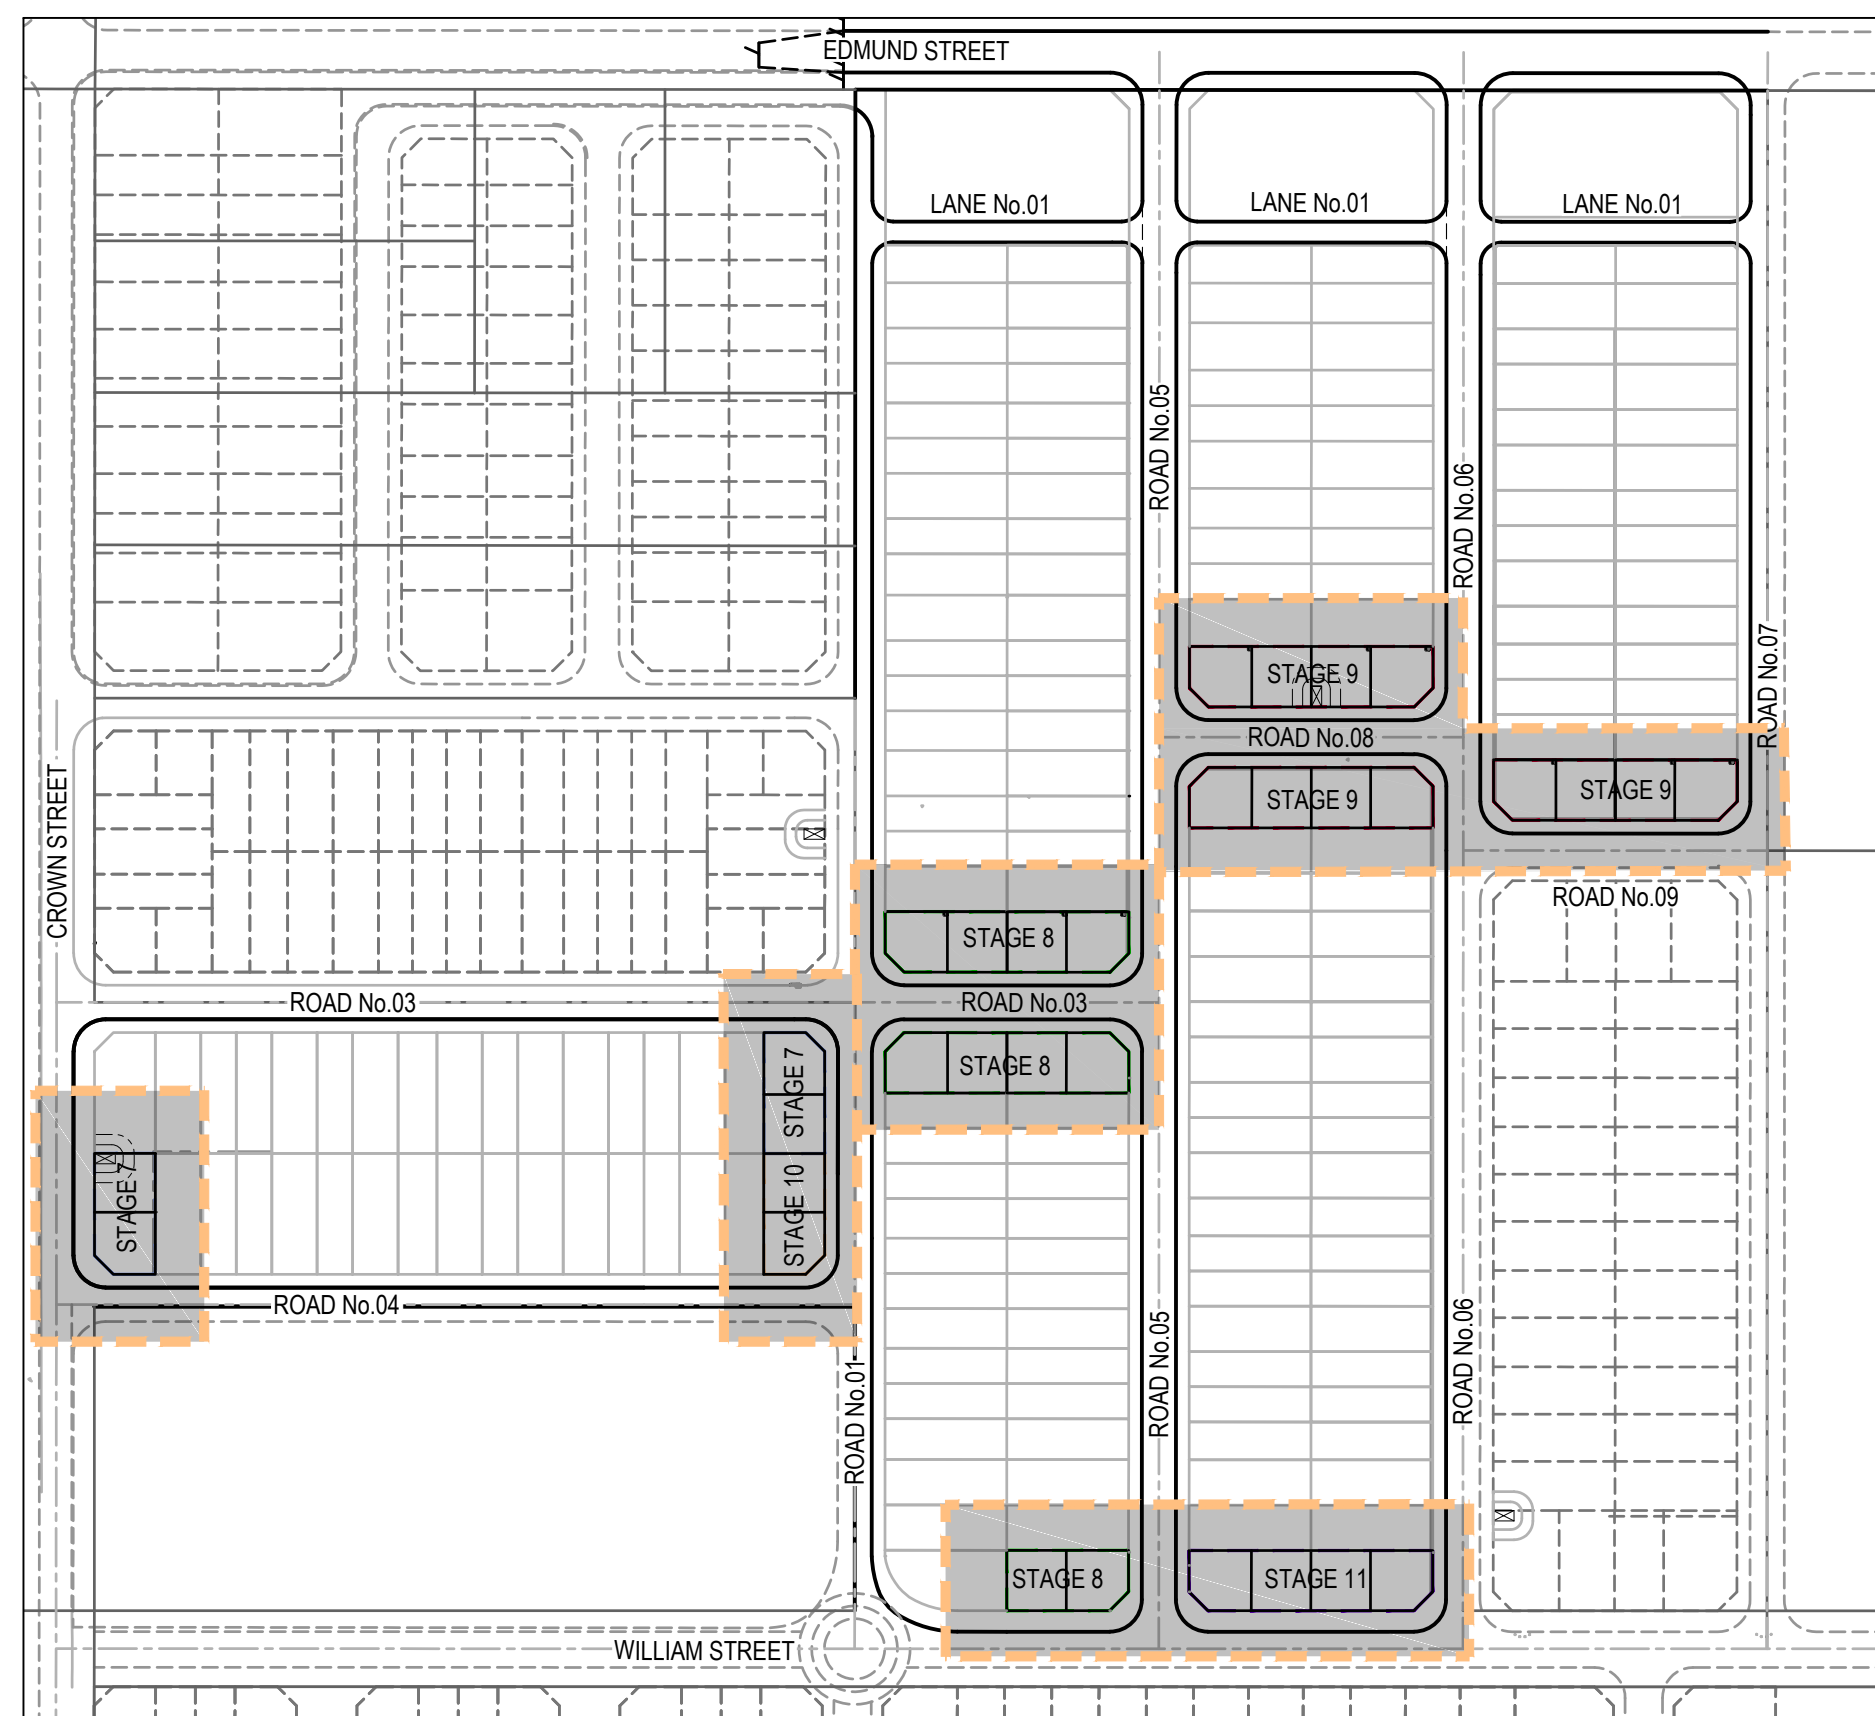 EDMUND STREET
LANE No.01
LANE No.01
LANE No.01
ROAD No.05
ROAD No.06
ROAD No.07
STAGE 9
ROAD No.08
STAGE 9
STAGE 9
CROWN STREET
ROAD No.09
STAGE 8
ROAD No.03
ROAD No.03
STAGE 7
STAGE 8
STAGE 7
STAGE 10
ROAD No.04
ROAD No.01
ROAD No.05
ROAD No.06
STAGE 8
STAGE 11
WILLIAM STREET